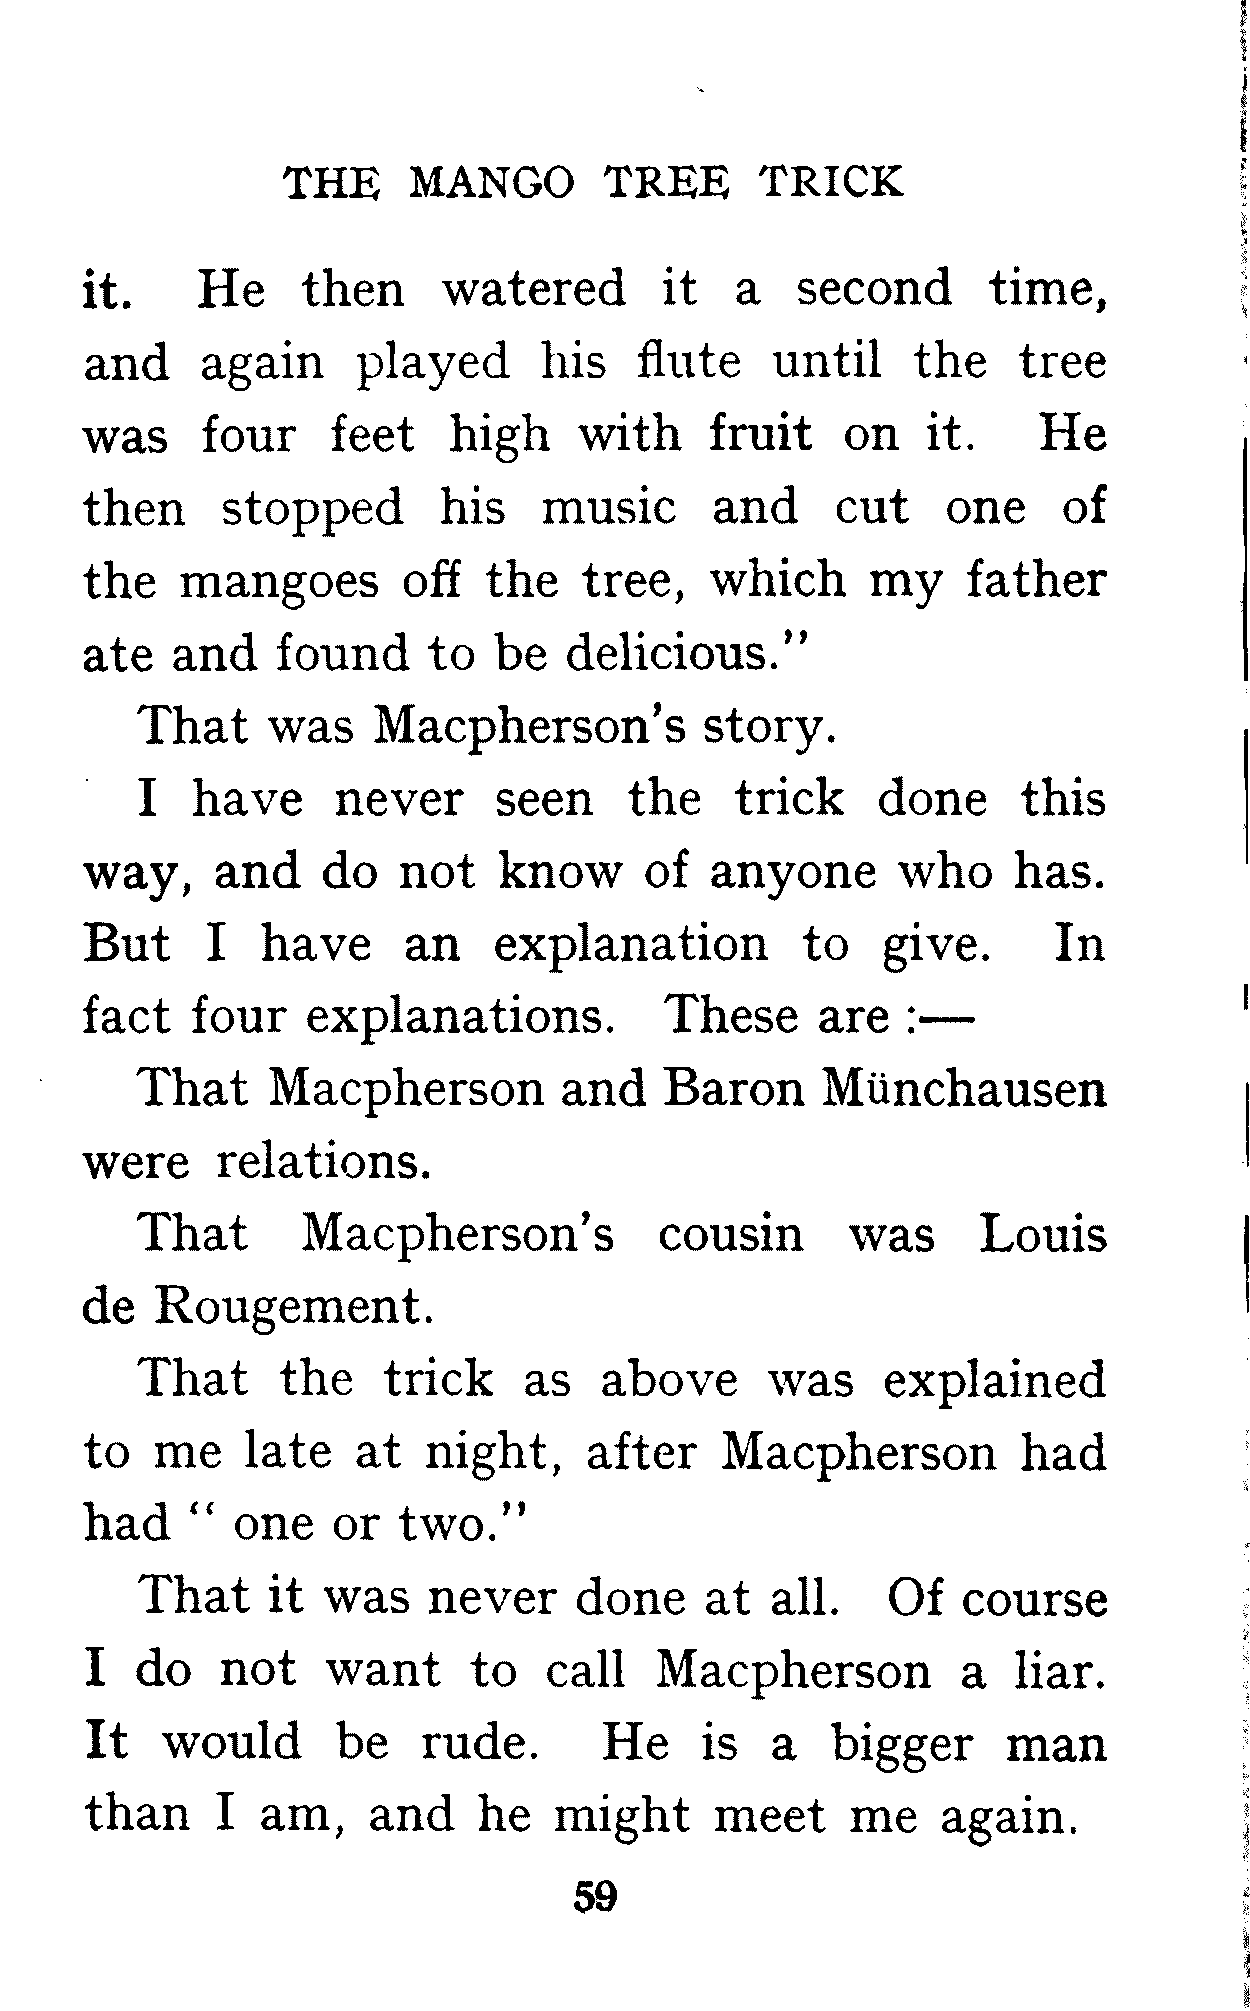 THE MANGO TREE TRICK
it. He then watered it a second time,
and again played his flute until the tree
was four feet high with fruit on it. He
then stopped his music and cut one of
the mangoes off the tree, which my father
ate and found to be delicious."
That was Macpherson's story.
I have never seen the trick done this
way, and do not know of anyone who has.
But I have an explanation to give. In
fact four explanations. These are :—
That Macpherson and Baron Münchausen
were relations.
That Macpherson's cousin was Louis
de Rougement.
That the trick as above was explained
to me late at night, after Macpherson had
had " one or two."
That it was never done at all. Of course
I do not want to call Macpherson a liar.
It would be rude. He is a bigger man
than I am, and he might meet me again.
59